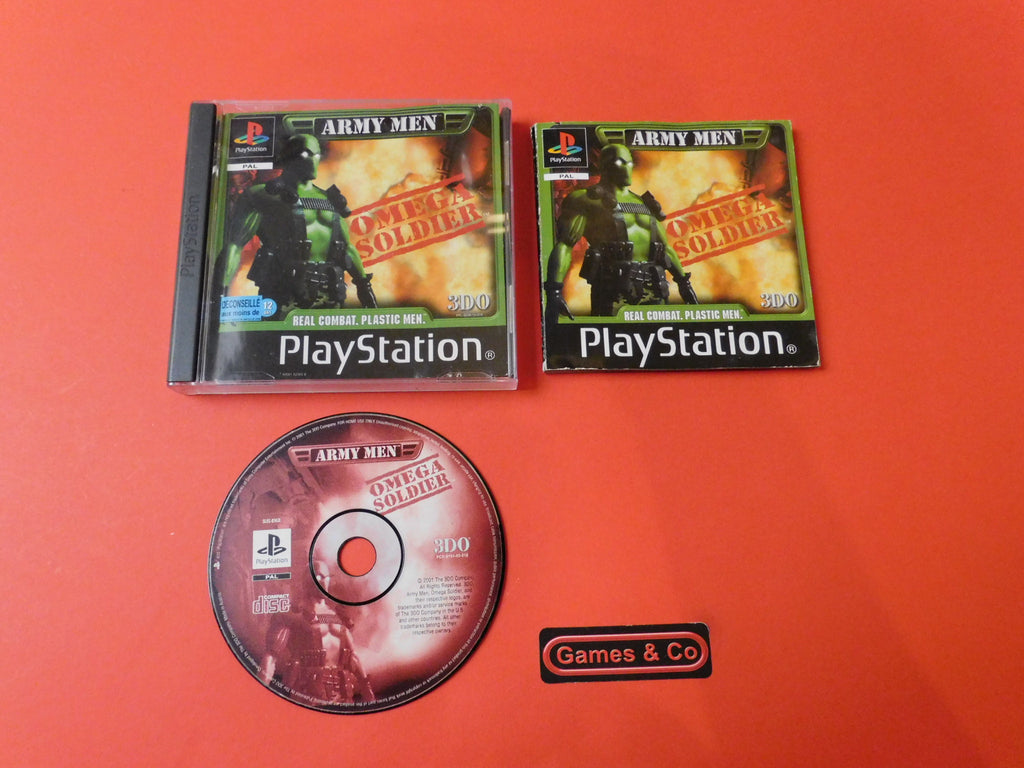 ARMY MEN
PlayStation
PAL
OMEGA
SOLDIER
DÉCONSEILLÉ
aux moins de
12
3DO
REAL COMBAT. PLASTIC MEN.
PlayStation®
PlayStation
ARMY MEN
PlayStation
PAL
OMEGA
SOLDIER
3DO
REAL COMBAT. PLASTIC MEN.
PlayStation®
ARMY MEN
OMEGA
SOLDIER
PlayStation
PAL
COMPACT
disc
3DO
© 2001 The 3DO Company.
All Rights Reserved. 3DO,
Army Men, Omega Soldier, and
their respective logos, are
trademarks and/or service marks
of The 3DO Company in the U.S.
and other countries. All other
trademarks belong to their
respective owners.
Games & Co